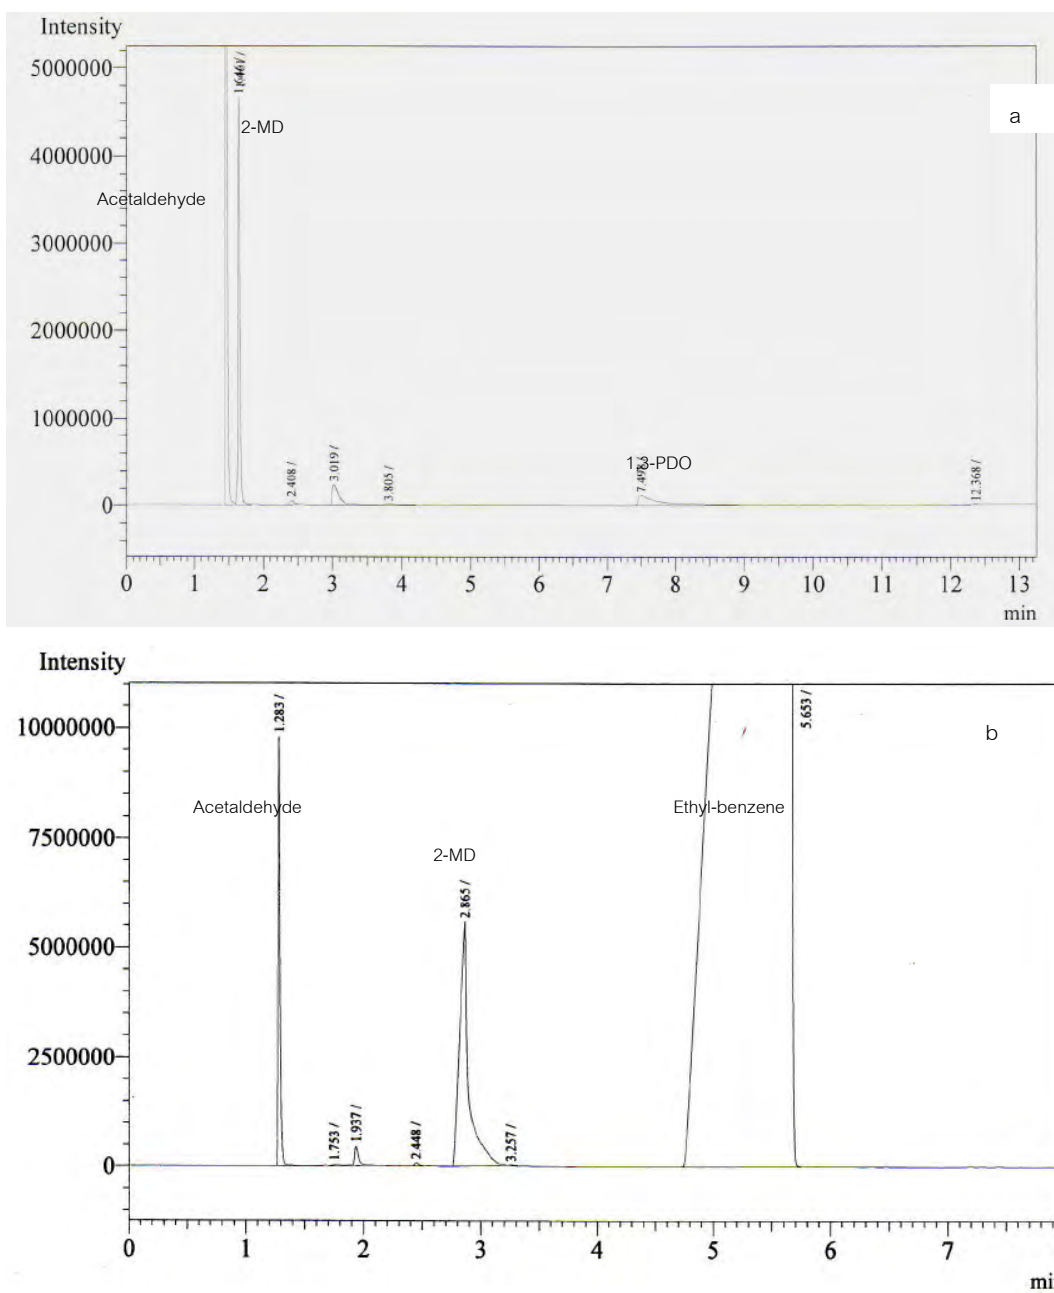 Intensity
5000000
a
2-MD
4000000
Acetaldehyde
3000000
2000000
1000000
2.408 /
3.019 /
3.805 /
1,3-PDO
12.368 /
0
0 1 2 3 4 5 6 7 8 9 10 11 12 13
min
Intensity
1.283 /
5.653 /
10000000
b
Acetaldehyde
Ethyl-benzene
7500000
2-MD
2.865 /
5000000
2500000
1.753 /
1.937 /
2.448 /
3.257 /
0
0 1 2 3 4 5 6 7
mi